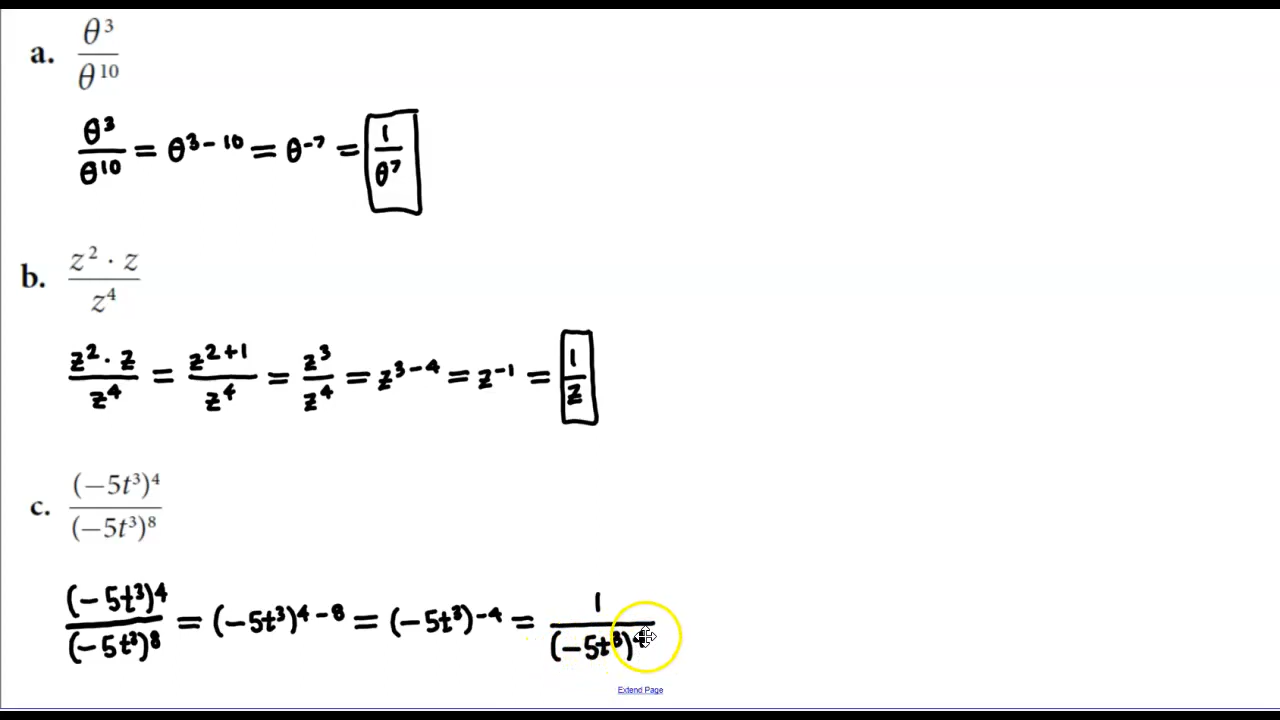 a. θ³/θ¹⁰
θ³/θ¹⁰ = θ³⁻¹⁰ = θ⁻⁷ = 1/θ⁷
b. z² · z/z⁴
z² · z/z⁴ = z²⁺¹/z⁴ = z³/z⁴ = z³⁻⁴ = z⁻¹ = 1/z
c. (−5t³)⁴/(−5t³)⁸
(−5t³)⁴/(−5t³)⁸ = (−5t³)⁴⁻⁸ = (−5t³)⁻⁴ = 1/(−5t³)⁴
Extend Page